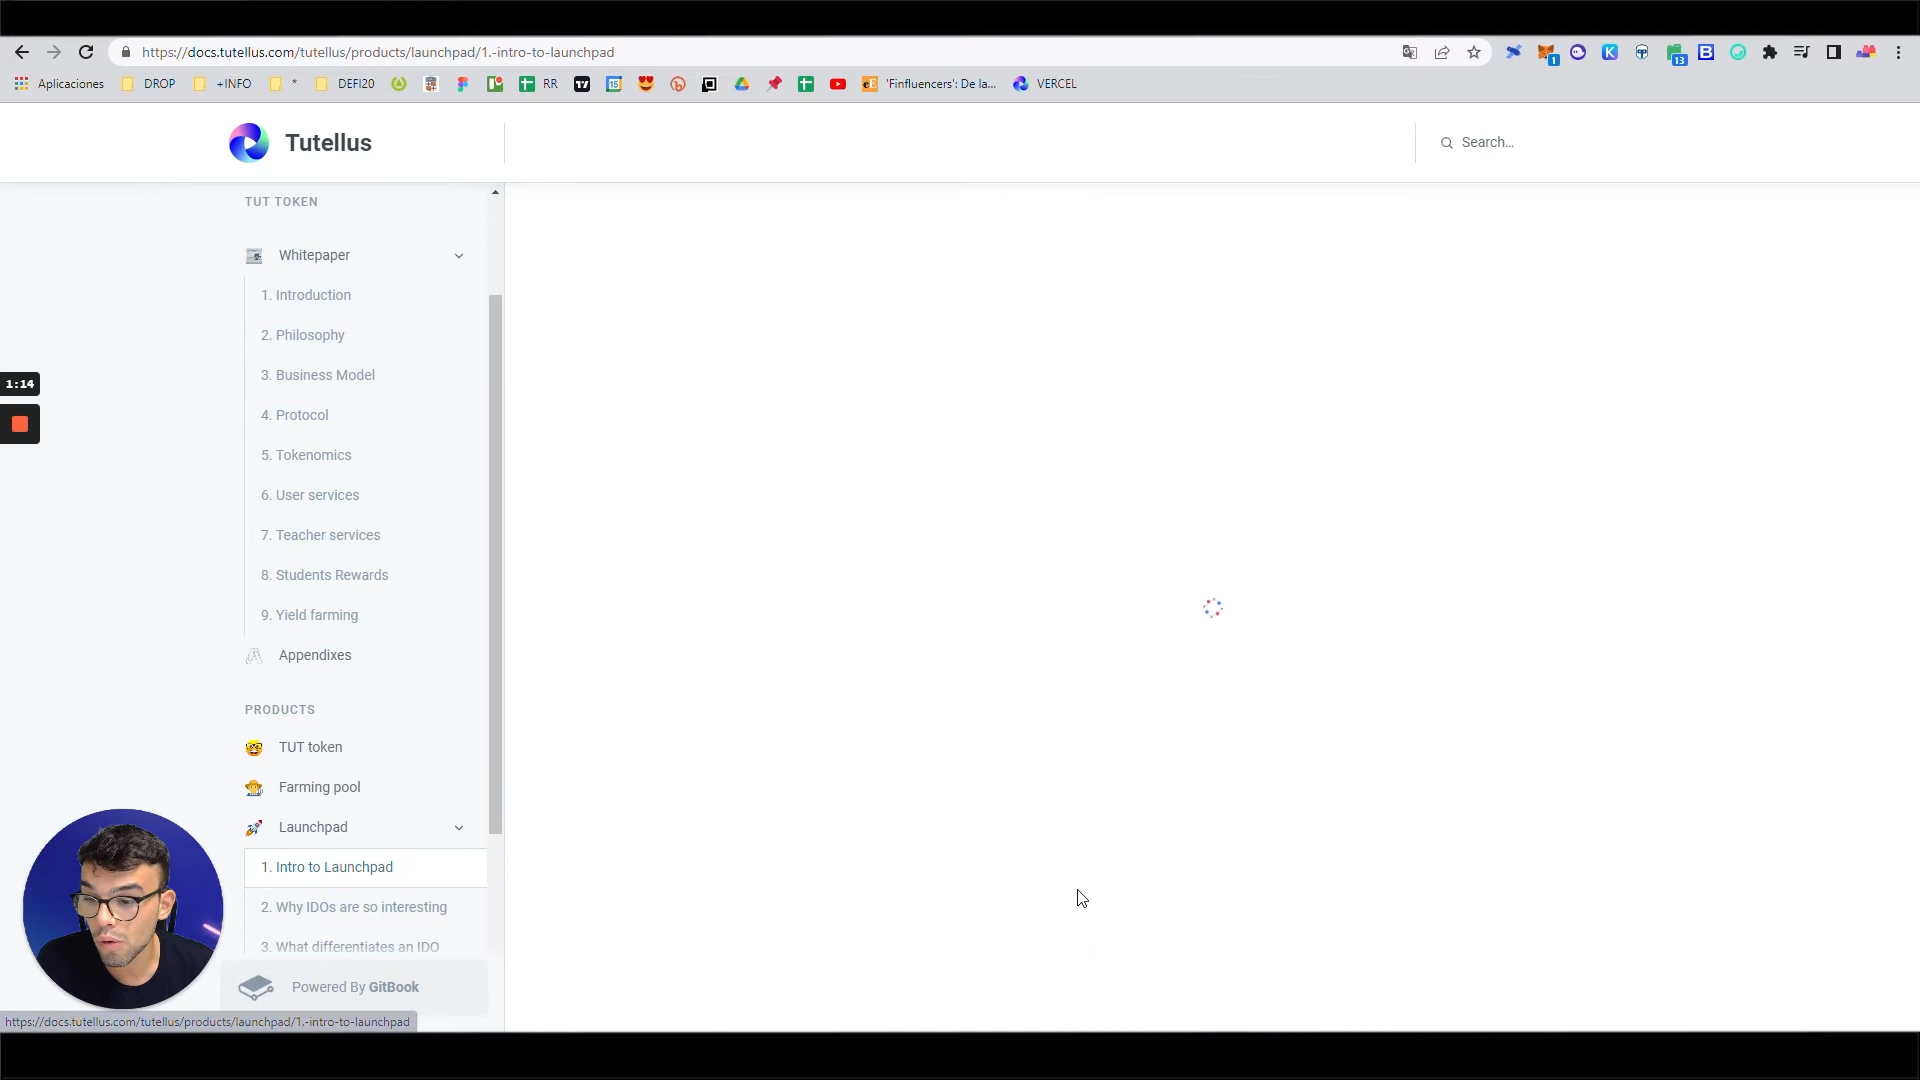 https://docs.tutellus.com/tutellus/products/launchpad/1.-intro-to-launchpad
1
13
Aplicaciones
DROP
+INFO
*
DEFI20
RR
15
'Finfluencers': De la...
VERCEL
Tutellus
Search...
TUT TOKEN
Whitepaper
1. Introduction
2. Philosophy
3. Business Model
4. Protocol
5. Tokenomics
6. User services
7. Teacher services
8. Students Rewards
9. Yield farming
Appendixes
PRODUCTS
TUT token
Farming pool
Launchpad
1. Intro to Launchpad
2. Why IDOs are so interesting
3. What differentiates an IDO
Powered By GitBook
1:14
https://docs.tutellus.com/tutellus/products/launchpad/1.-intro-to-launchpad